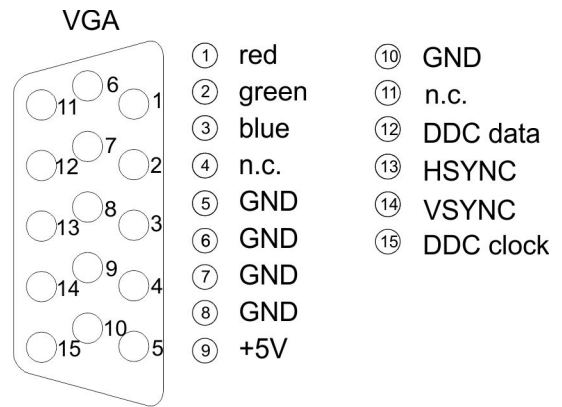 VGA
6
11
1
7
12
2
8
13
3
9
14
4
10
15
5
1 red
2 green
3 blue
4 n.c.
5 GND
6 GND
7 GND
8 GND
9 +5V
10 GND
11 n.c.
12 DDC data
13 HSYNC
14 VSYNC
15 DDC clock